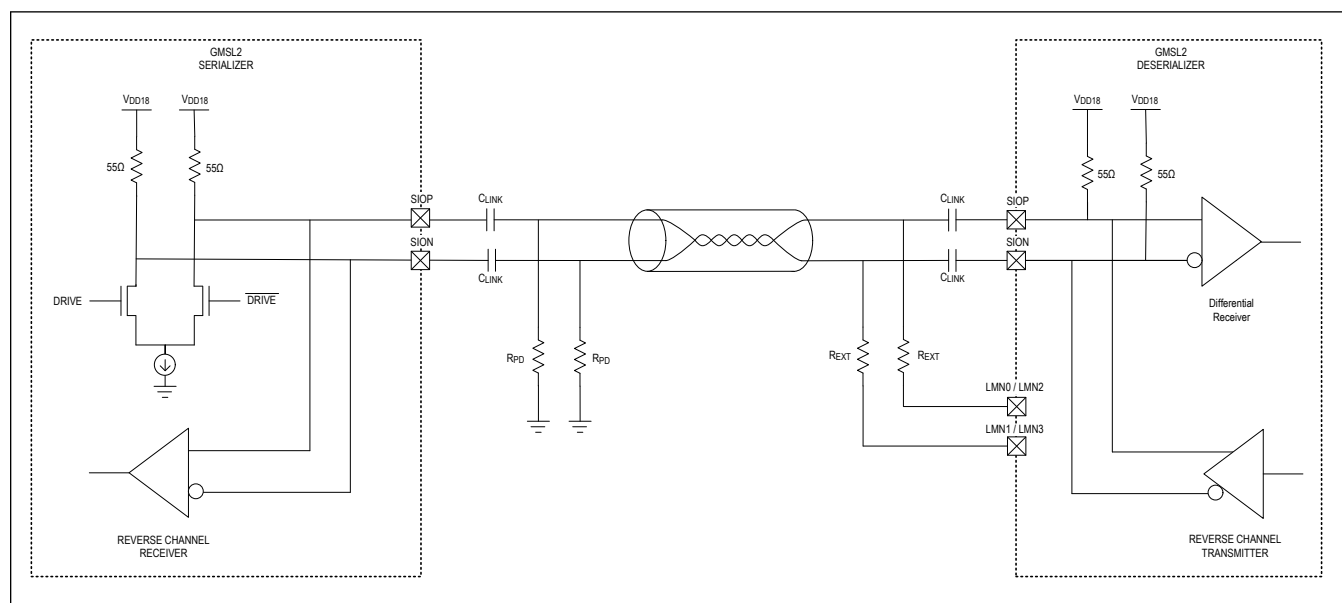 GMSL2
SERIALIZER
VDD18
VDD18
55Ω
55Ω
DRIVE
DRIVE
REVERSE CHANNEL
RECEIVER
SIOP
SION
CLINK
CLINK
RPD
RPD
REXT
REXT
CLINK
CLINK
SIOP
SION
LMN0 / LMN2
LMN1 / LMN3
GMSL2
DESERIALIZER
VDD18
VDD18
55Ω
55Ω
Differential
Receiver
REVERSE CHANNEL
TRANSMITTER